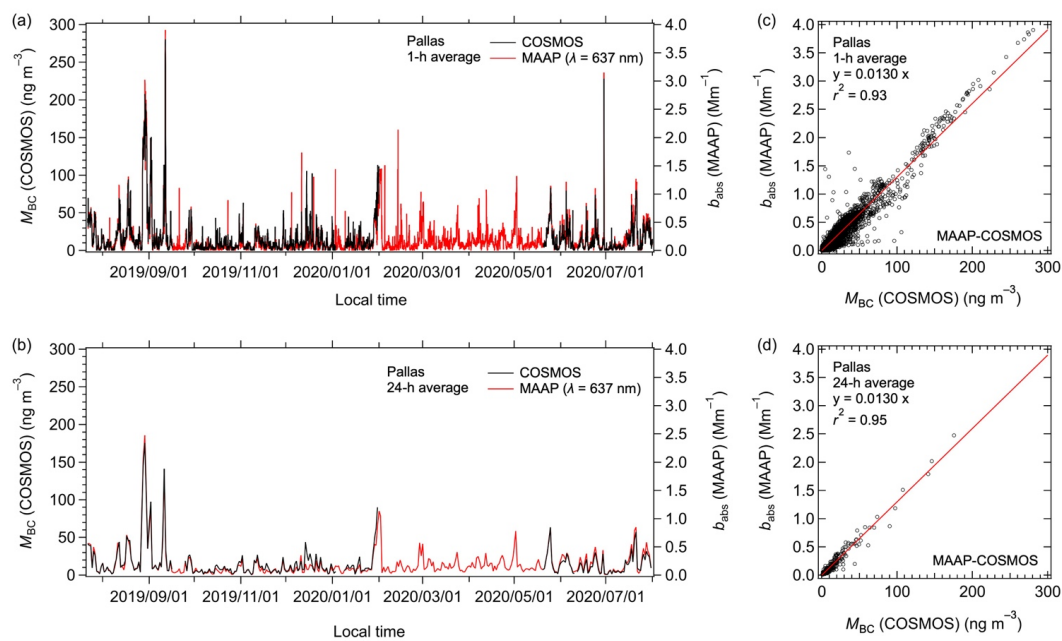 (a)
300
250
200
150
100
50
0
M_BC (COSMOS) (ng m⁻³)
Pallas
1-h average
COSMOS
MAAP (λ = 637 nm)
4.0
3.5
3.0
2.5
2.0
1.5
1.0
0.5
0.0
b_abs (MAAP) (Mm⁻¹)
2019/09/01 2019/11/01 2020/01/01 2020/03/01 2020/05/01 2020/07/01
Local time
(c)
4.0
3.5
3.0
2.5
2.0
1.5
1.0
0.5
0.0
b_abs (MAAP) (Mm⁻¹)
Pallas
1-h average
y = 0.0130 x
r² = 0.93
MAAP-COSMOS
0 100 200 300
M_BC (COSMOS) (ng m⁻³)
(b)
300
250
200
150
100
50
0
M_BC (COSMOS) (ng m⁻³)
Pallas
24-h average
COSMOS
MAAP (λ = 637 nm)
4.0
3.5
3.0
2.5
2.0
1.5
1.0
0.5
0.0
b_abs (MAAP) (Mm⁻¹)
2019/09/01 2019/11/01 2020/01/01 2020/03/01 2020/05/01 2020/07/01
Local time
(d)
4.0
3.5
3.0
2.5
2.0
1.5
1.0
0.5
0.0
b_abs (MAAP) (Mm⁻¹)
Pallas
24-h average
y = 0.0130 x
r² = 0.95
MAAP-COSMOS
0 100 200 300
M_BC (COSMOS) (ng m⁻³)